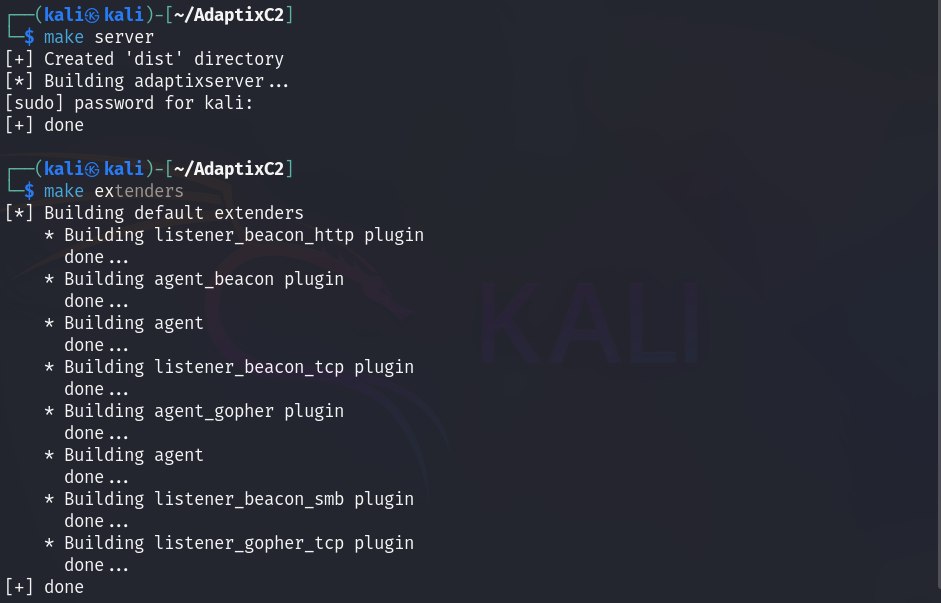 ┌──(kali㉿kali)-[~/AdaptixC2]
└─$ make server
[+] Created 'dist' directory
[*] Building adaptixserver...
[sudo] password for kali:
[+] done
┌──(kali㉿kali)-[~/AdaptixC2]
└─$ make extenders
[*] Building default extenders
    * Building listener_beacon_http plugin
      done...
    * Building agent_beacon plugin
      done...
    * Building agent
      done...
    * Building listener_beacon_tcp plugin
      done...
    * Building agent_gopher plugin
      done...
    * Building agent
      done...
    * Building listener_beacon_smb plugin
      done...
    * Building listener_gopher_tcp plugin
      done...
[+] done
KALI